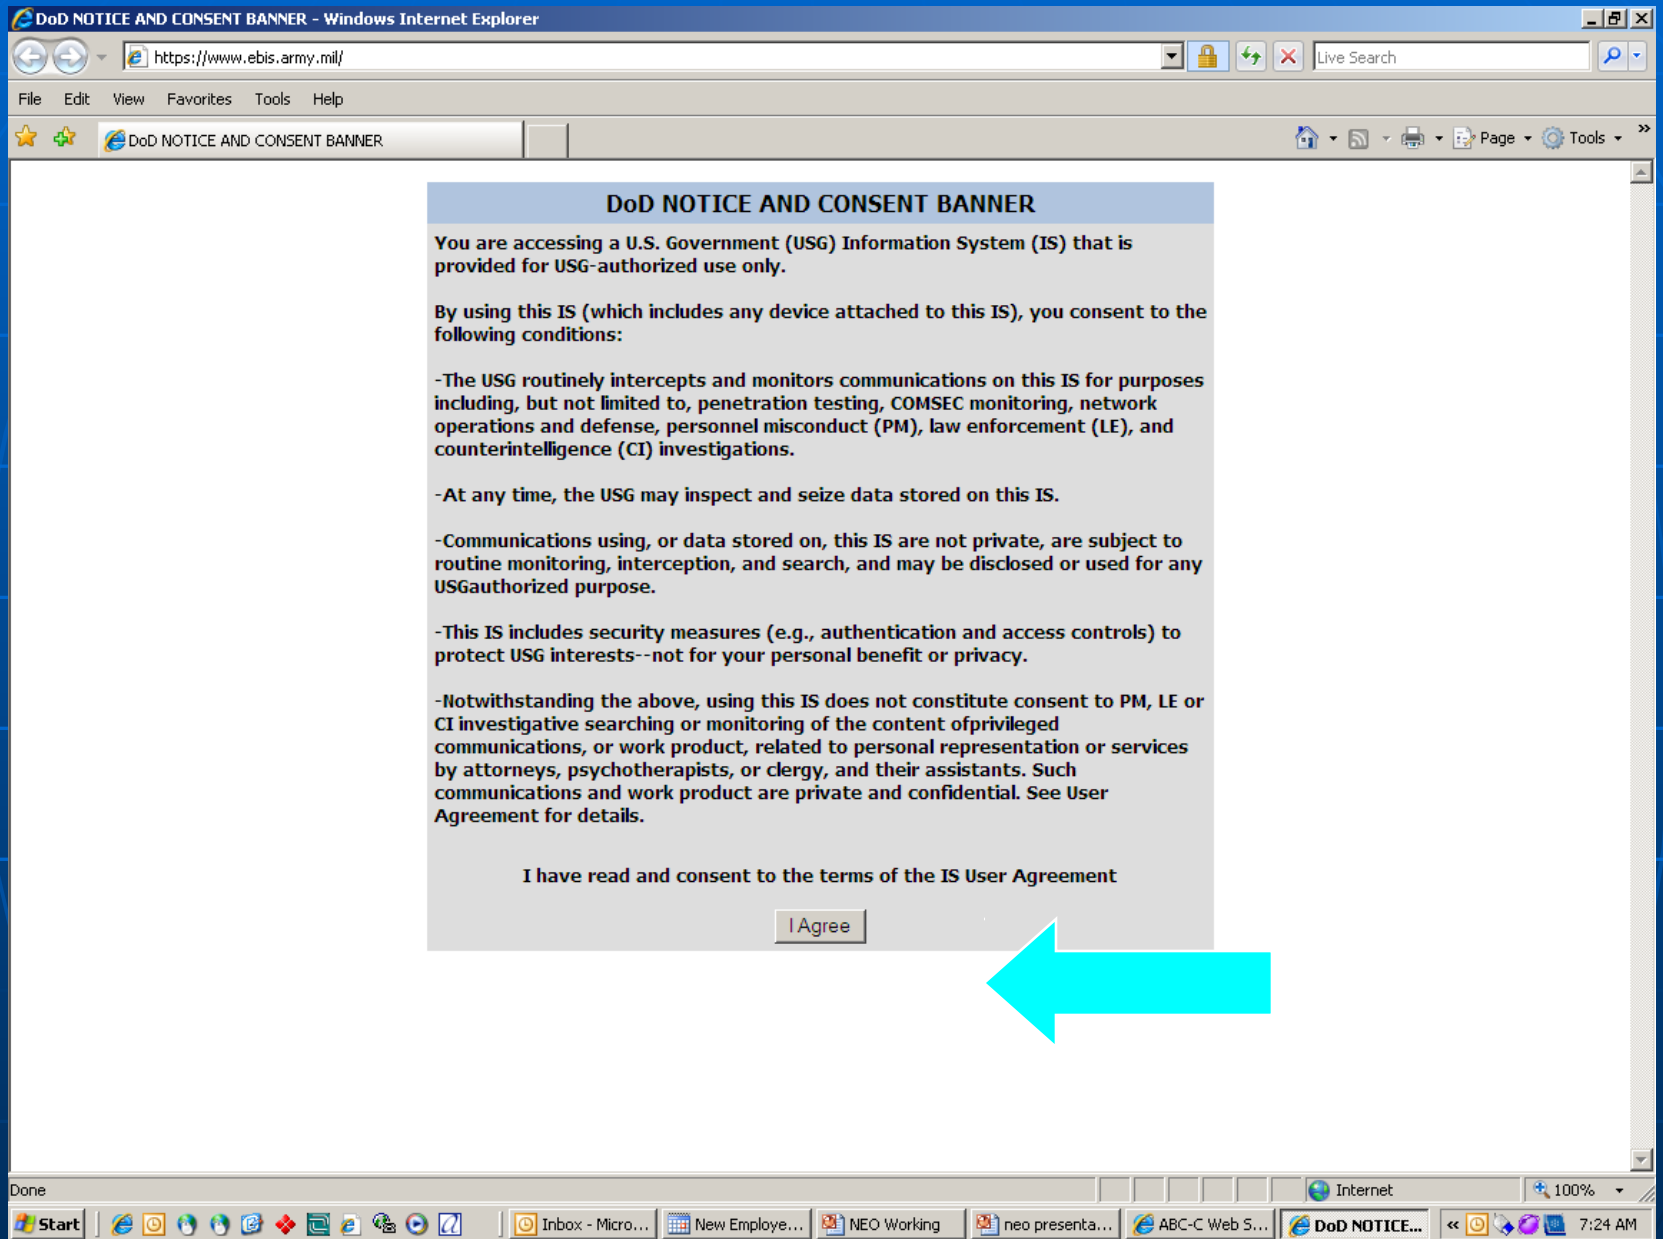 DoD NOTICE AND CONSENT BANNER - Windows Internet Explorer
https://www.ebis.army.mil/
Live Search
File Edit View Favorites Tools Help
DoD NOTICE AND CONSENT BANNER
Page Tools
DoD NOTICE AND CONSENT BANNER
You are accessing a U.S. Government (USG) Information System (IS) that is
provided for USG-authorized use only.
By using this IS (which includes any device attached to this IS), you consent to the
following conditions:
-The USG routinely intercepts and monitors communications on this IS for purposes
including, but not limited to, penetration testing, COMSEC monitoring, network
operations and defense, personnel misconduct (PM), law enforcement (LE), and
counterintelligence (CI) investigations.
-At any time, the USG may inspect and seize data stored on this IS.
-Communications using, or data stored on, this IS are not private, are subject to
routine monitoring, interception, and search, and may be disclosed or used for any
USGauthorized purpose.
-This IS includes security measures (e.g., authentication and access controls) to
protect USG interests--not for your personal benefit or privacy.
-Notwithstanding the above, using this IS does not constitute consent to PM, LE or
CI investigative searching or monitoring of the content ofprivileged
communications, or work product, related to personal representation or services
by attorneys, psychotherapists, or clergy, and their assistants. Such
communications and work product are private and confidential. See User
Agreement for details.
I have read and consent to the terms of the IS User Agreement
I Agree
Done Internet 100%
Start Inbox - Micro... New Employe... NEO Working neo presenta... ABC-C Web S... DoD NOTICE... 7:24 AM